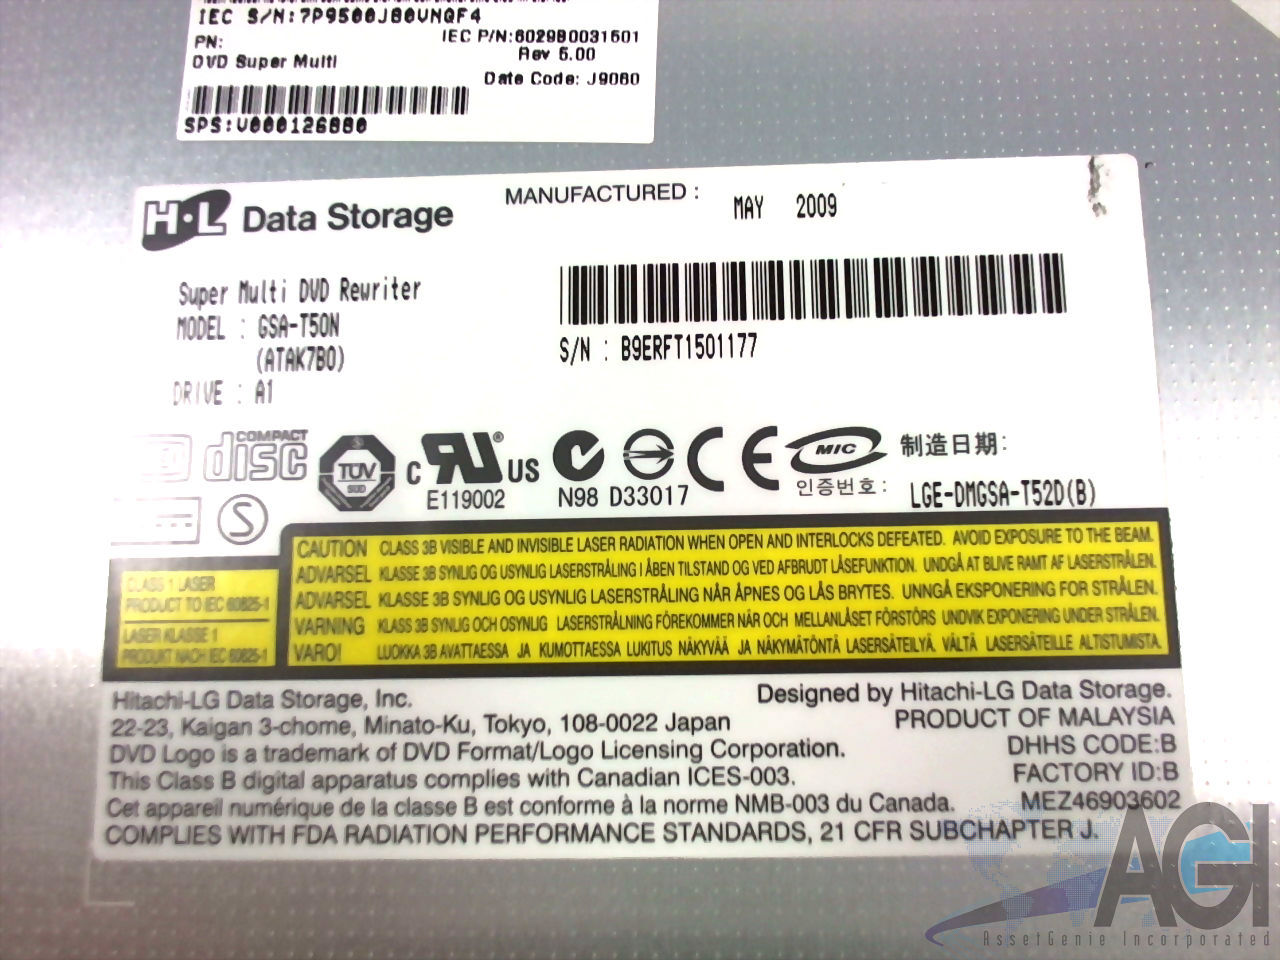 IEC S/N:7P9500J80VNQF4
PN:
IEC P/N:6029B0031501
Rev 5.00
DVD Super Multi
Date Code: J9060
SPS:V000126880
H·L Data Storage
MANUFACTURED : MAY 2009
Super Multi DVD Rewriter
MODEL : GSA-T50N
(ATAK7B0)
DRIVE : A1
S/N : B9ERFT1501177
COMPACT
disc
TÜV
SÜD
c RU® US
E119002
N98 D33017
CE
MIC
制造日期:
인증번호:
LGE-DMGSA-T52D(B)
CLASS 1 LASER
PRODUCT TO IEC 60825-1
LASER KLASSE 1
PRODUKT NACH IEC 60825-1
CAUTION CLASS 3B VISIBLE AND INVISIBLE LASER RADIATION WHEN OPEN AND INTERLOCKS DEFEATED. AVOID EXPOSURE TO THE BEAM.
ADVARSEL KLASSE 3B SYNLIG OG USYNLIG LASERSTRÅLING I ÅBEN TILSTAND OG VED AFBRUDT LÅSEFUNKTION. UNDGÅ AT BLIVE RAMT AF LASERSTRÅLEN.
ADVARSEL KLASSE 3B SYNLIG OG USYNLIG LASERSTRÅLING NÅR ÅPNES OG LÅS BRYTES. UNNGÅ EKSPONERING FOR STRÅLEN.
VARNING KLASS 3B SYNLIG OCH OSYNLIG LASERSTRÅLNING FÖREKOMMER NÄR OCH MELLANLÅSET FÖRSTÖRS UNDVIK EXPONERING UNDER STRÅLEN.
VARO! LUOKKA 3B AVATTAESSA JA KUMOTTAESSA LUKITUS NÄKYVÄÄ JA NÄKYMÄTÖNTÄ LASERSÄTEILYÄ. VÄLTÄ LASERSÄTEILLE ALTISTUMISTA.
Hitachi-LG Data Storage, Inc.
22-23, Kaigan 3-chome, Minato-Ku, Tokyo, 108-0022 Japan
DVD Logo is a trademark of DVD Format/Logo Licensing Corporation.
This Class B digital apparatus complies with Canadian ICES-003.
Cet appareil numérique de la classe B est conforme à la norme NMB-003 du Canada.
COMPLIES WITH FDA RADIATION PERFORMANCE STANDARDS, 21 CFR SUBCHAPTER J.
Designed by Hitachi-LG Data Storage.
PRODUCT OF MALAYSIA
DHHS CODE:B
FACTORY ID:B
MEZ46903602
AGI
AssetGenie Incorporated